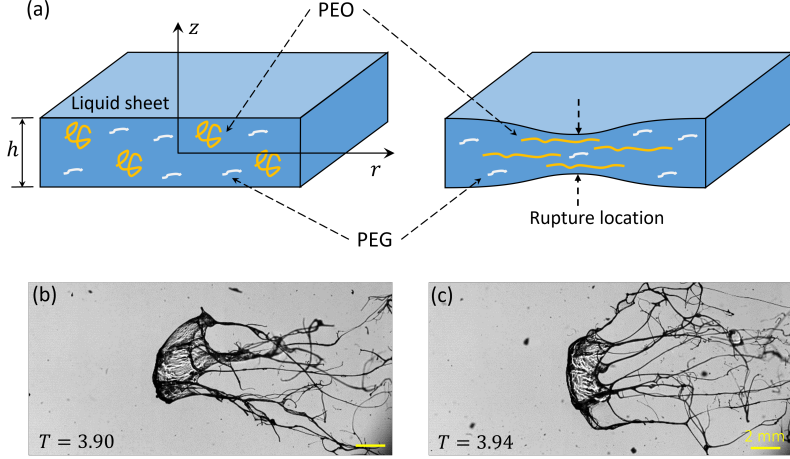 (a)
z
PEO
Liquid sheet
h
r
Rupture location
PEG
(b)
T = 3.90
(c)
T = 3.94
2 mm